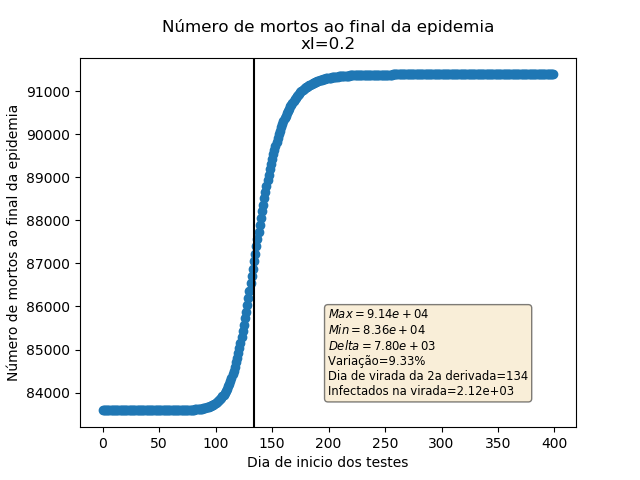 Número de mortos ao final da epidemia
xl=0.2
Número de mortos ao final da epidemia
91000
90000
89000
88000
87000
86000
85000
84000
Max = 9.14e + 04
Min = 8.36e + 04
Delta = 7.80e + 03
Variação=9.33%
Dia de virada da 2a derivada=134
Infectados na virada=2.12e+03
0 50 100 150 200 250 300 350 400
Dia de inicio dos testes